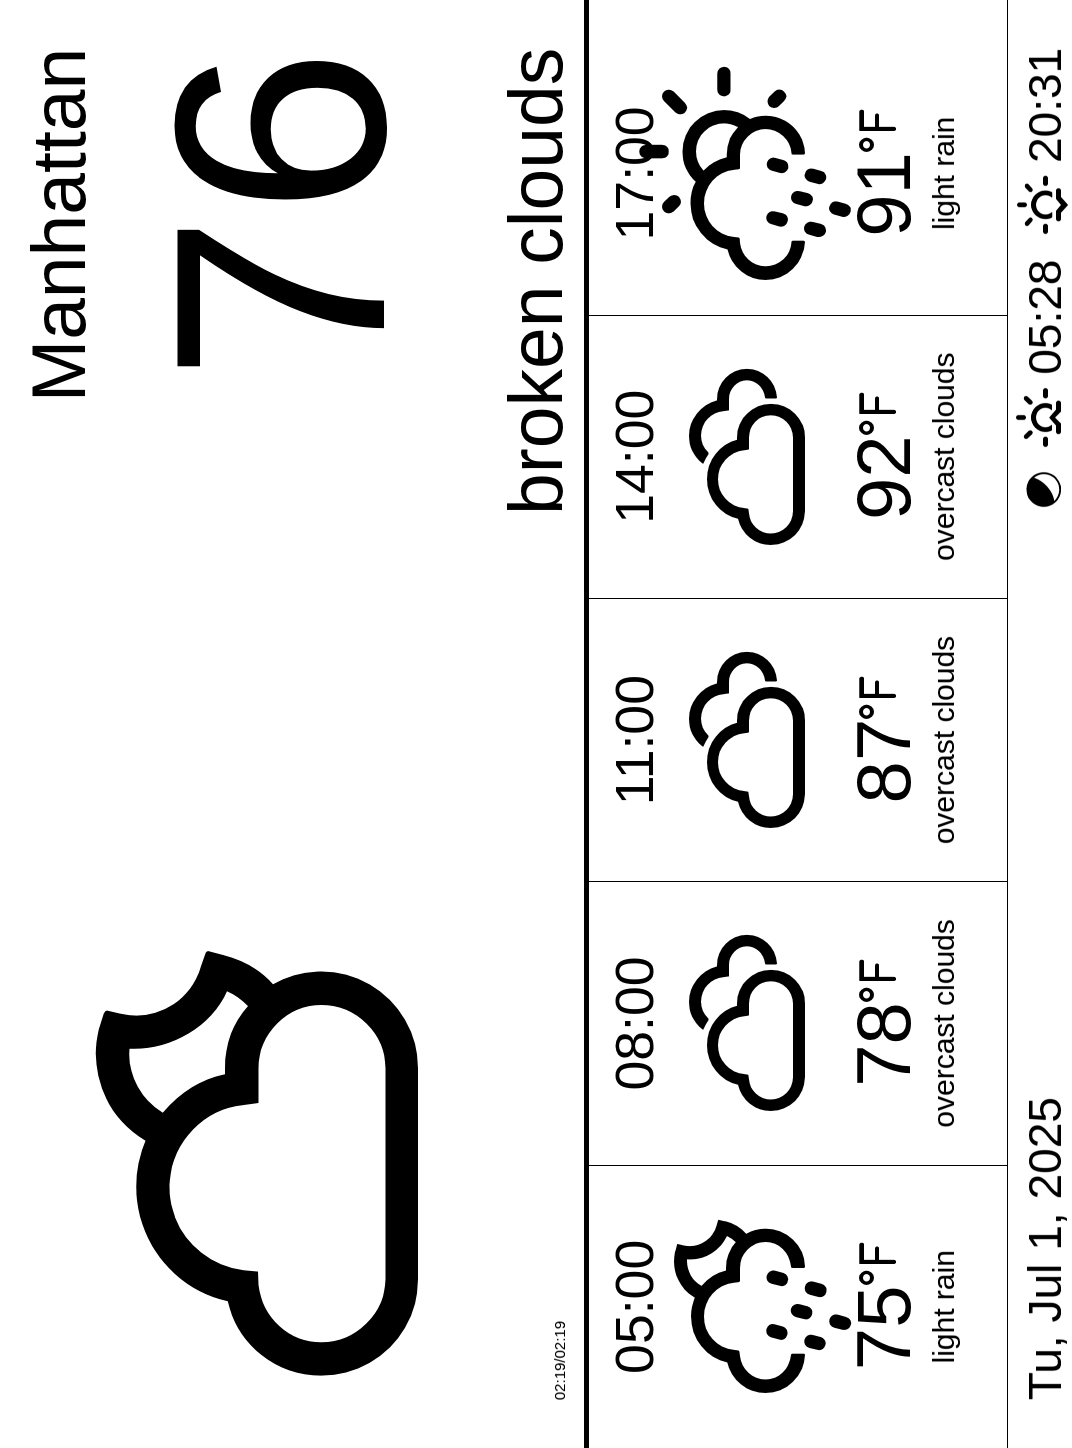 Manhattan
76
broken clouds
02:19/02:19
05:00
75°F
light rain
08:00
78°F
overcast clouds
11:00
87°F
overcast clouds
14:00
92°F
overcast clouds
17:00
91°F
light rain
Tu, Jul 1, 2025
05:28 20:31